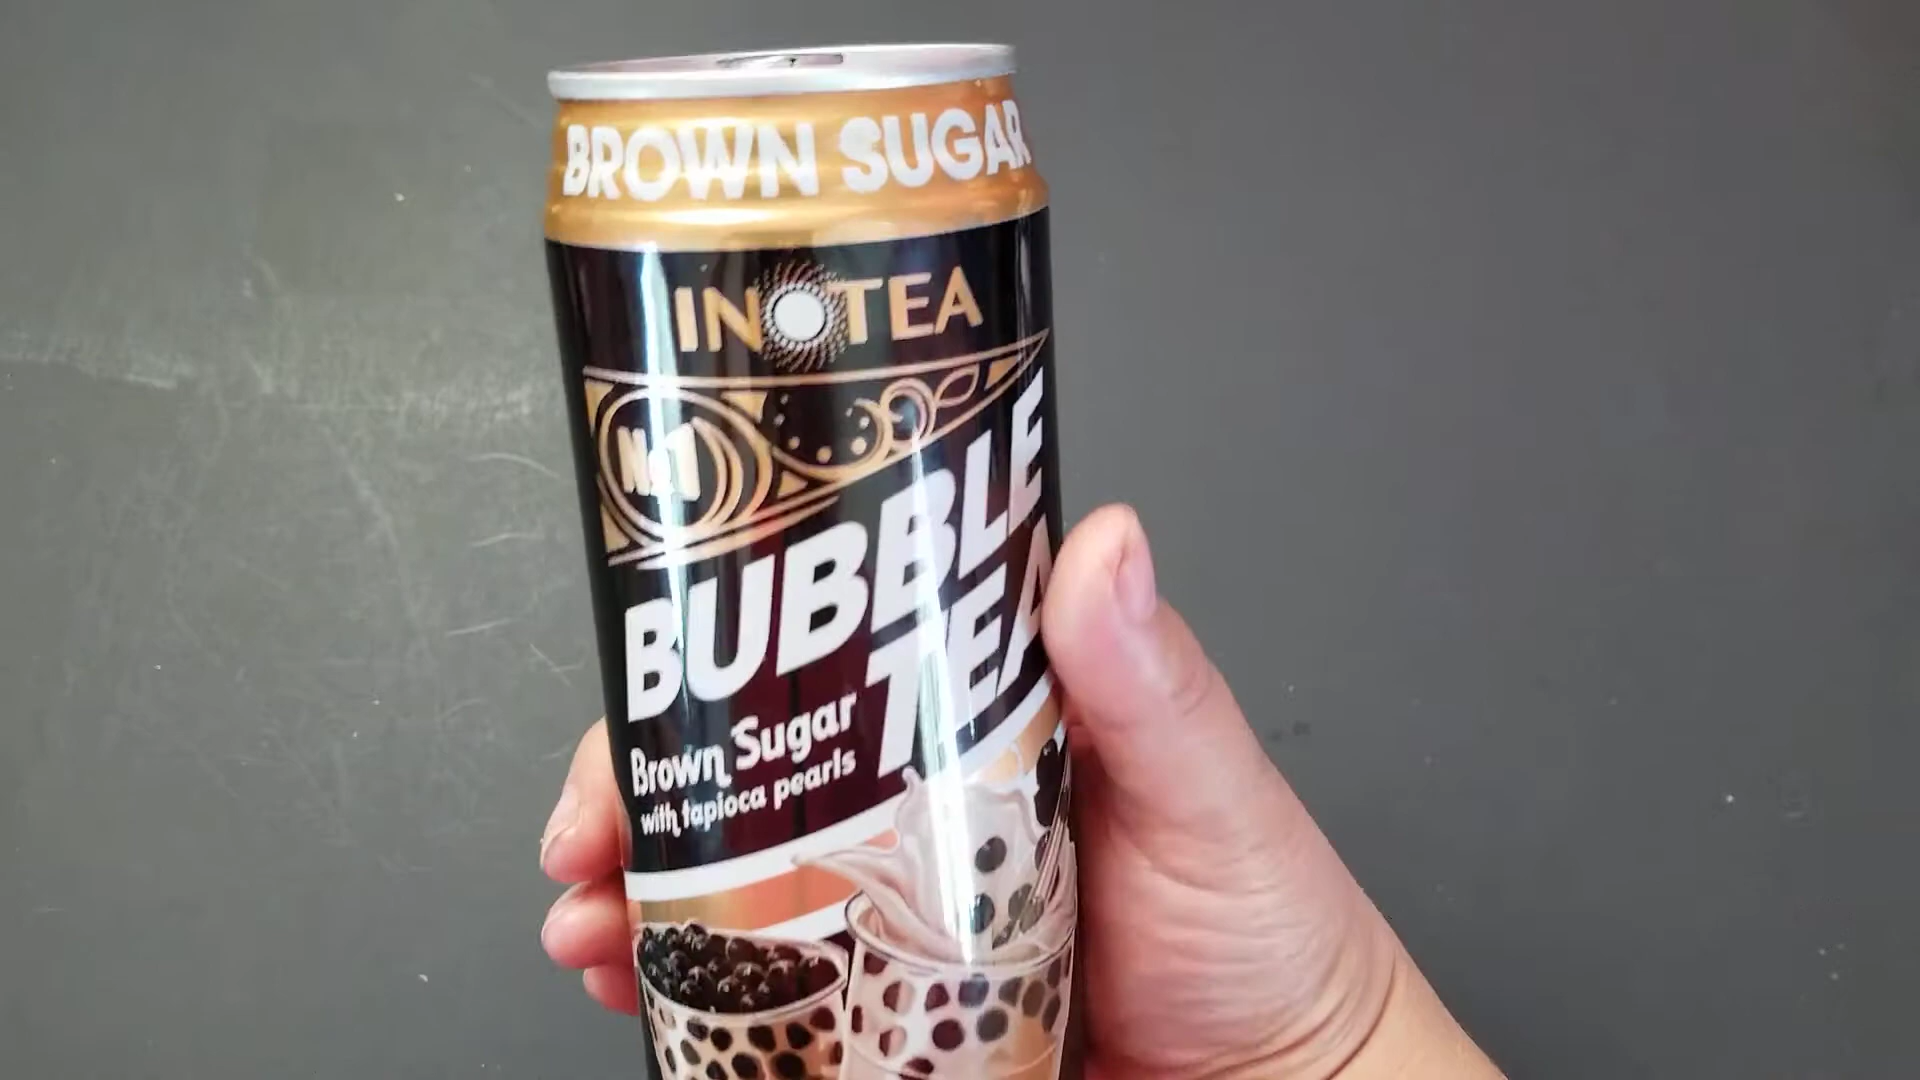 BROWN SUGAR
INOTEA
No1
BUBBLE
TEA
Brown Sugar
with tapioca pearls